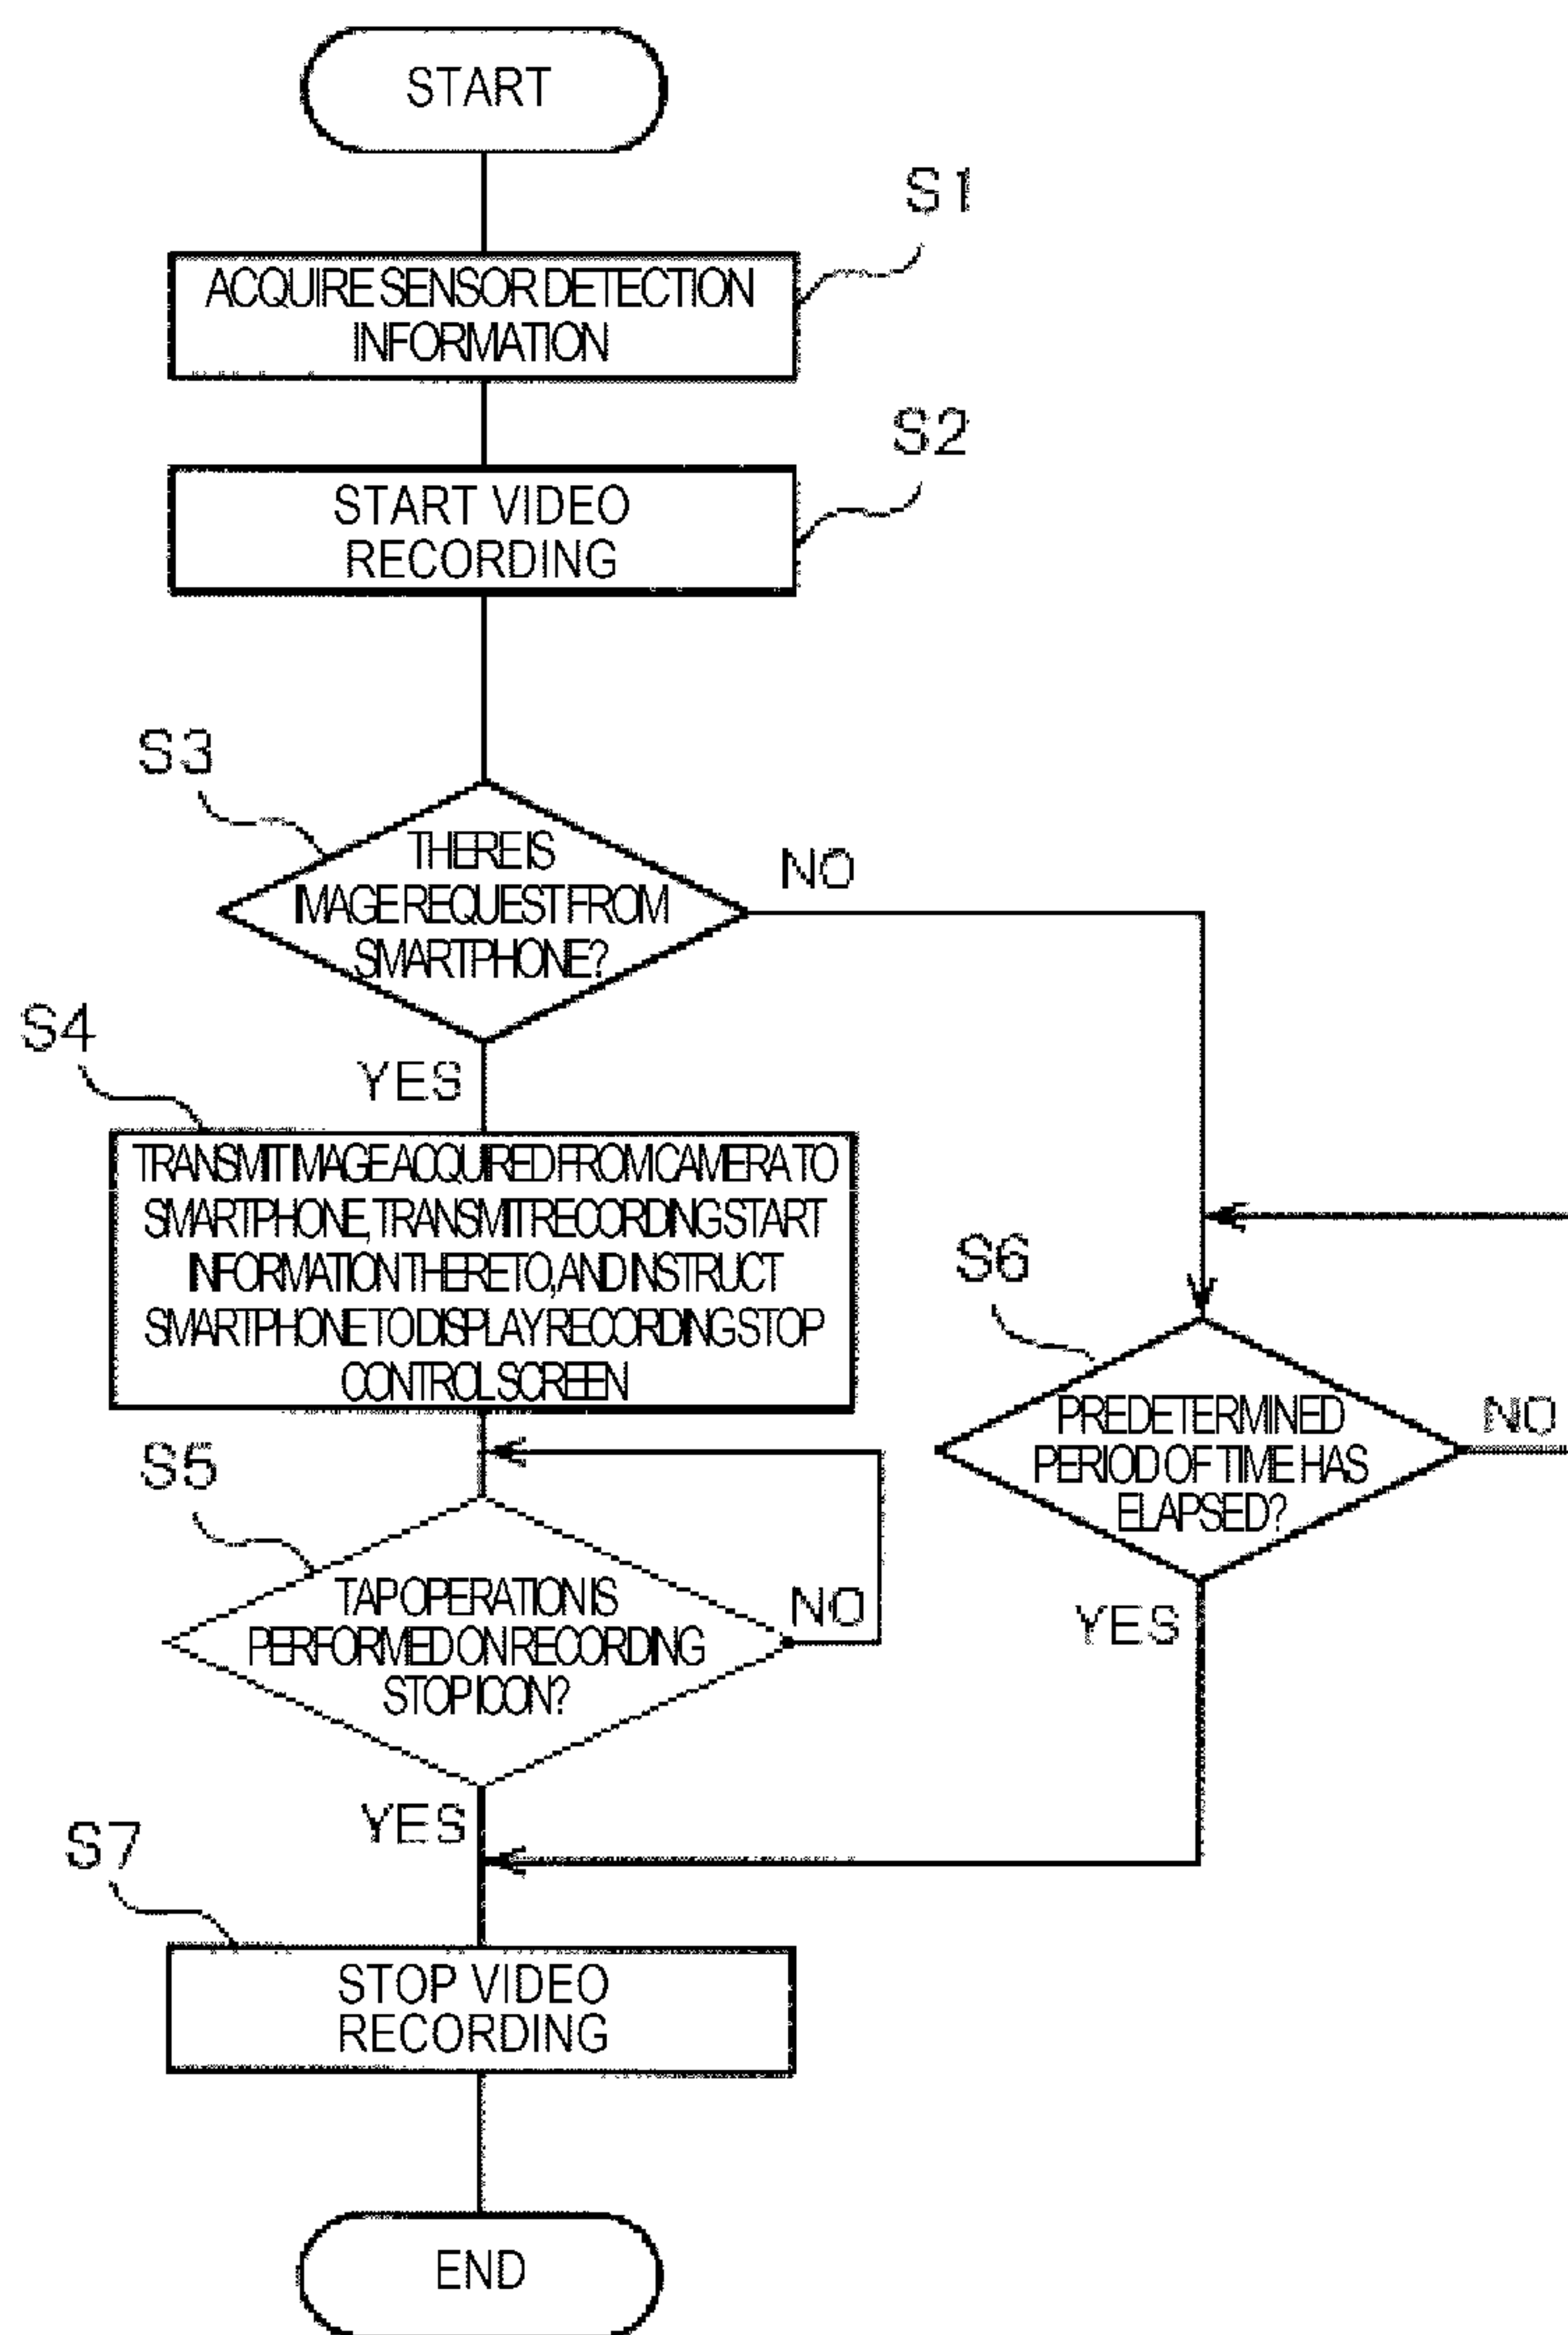 START
S1
ACQUIRE SENSOR DETECTION
INFORMATION
S2
START VIDEO
RECORDING
S3
THERE IS
IMAGE REQUEST FROM
SMARTPHONE?
NO
YES
S4
TRANSMIT IMAGE ACQUIRED FROM CAMERA TO
SMARTPHONE, TRANSMIT RECORDING START
INFORMATION THERETO, AND INSTRUCT
SMARTPHONE TO DISPLAY RECORDING STOP
CONTROL SCREEN
S6
PREDETERMINED
PERIOD OF TIME HAS
ELAPSED?
NO
YES
S5
TAP OPERATION IS
PERFORMED ON RECORDING
STOP ICON?
NO
YES
S7
STOP VIDEO
RECORDING
END